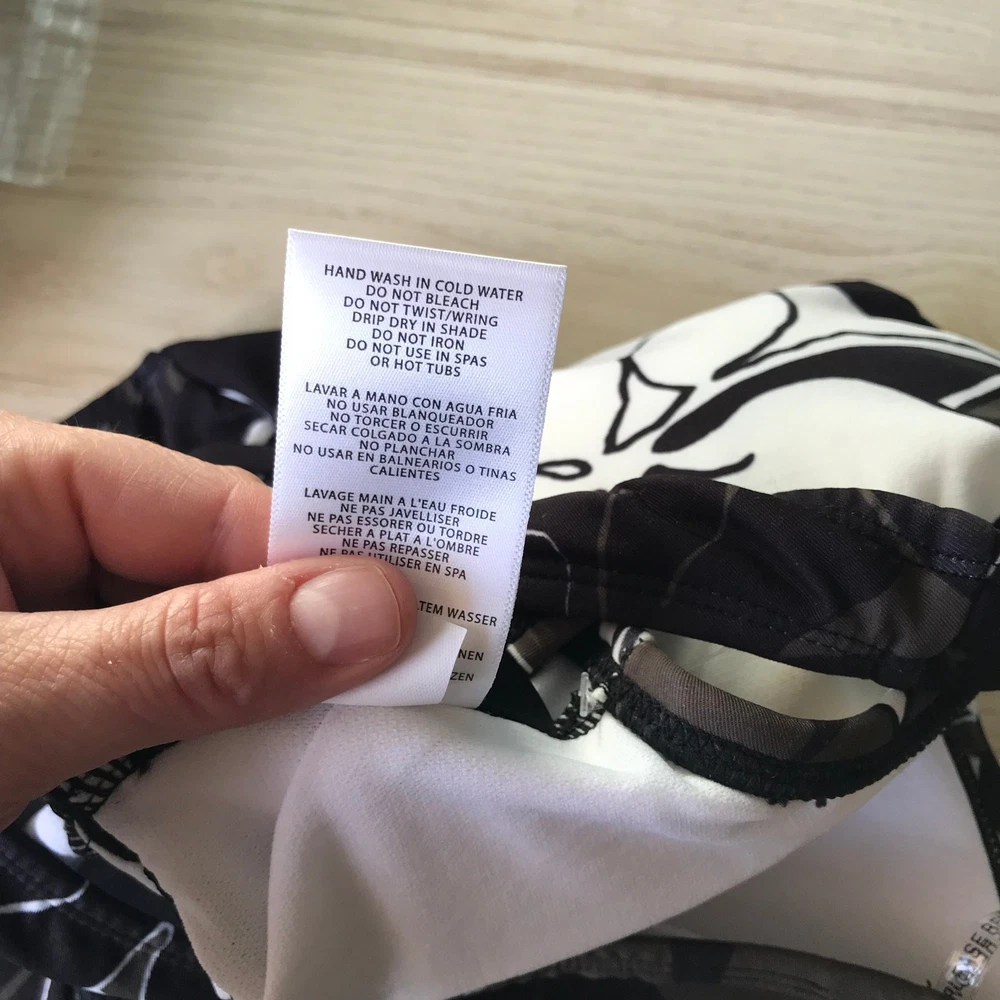 HAND WASH IN COLD WATER
DO NOT BLEACH
DO NOT TWIST/WRING
DRIP DRY IN SHADE
DO NOT IRON
DO NOT USE IN SPAS
OR HOT TUBS
LAVAR A MANO CON AGUA FRIA
NO USAR BLANQUEADOR
NO TORCER O ESCURRIR
SECAR COLGADO A LA SOMBRA
NO PLANCHAR
NO USAR EN BALNEARIOS O TINAS
CALIENTES
LAVAGE MAIN A L'EAU FROIDE
NE PAS JAVELLISER
NE PAS ESSORER OU TORDRE
SECHER A PLAT A L'OMBRE
NE PAS REPASSER
NE PAS UTILISER EN SPA
LTEM WASSER
NEN
ZEN